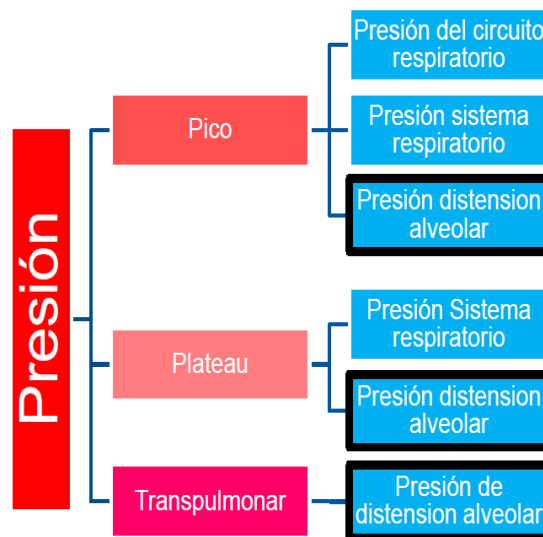 Presión
Pico
Presión del circuito
respiratorio
Presión sistema
respiratorio
Presión distension
alveolar
Plateau
Presión Sistema
respiratorio
Presión distension
alveolar
Transpulmonar
Presión de
distension alveolar